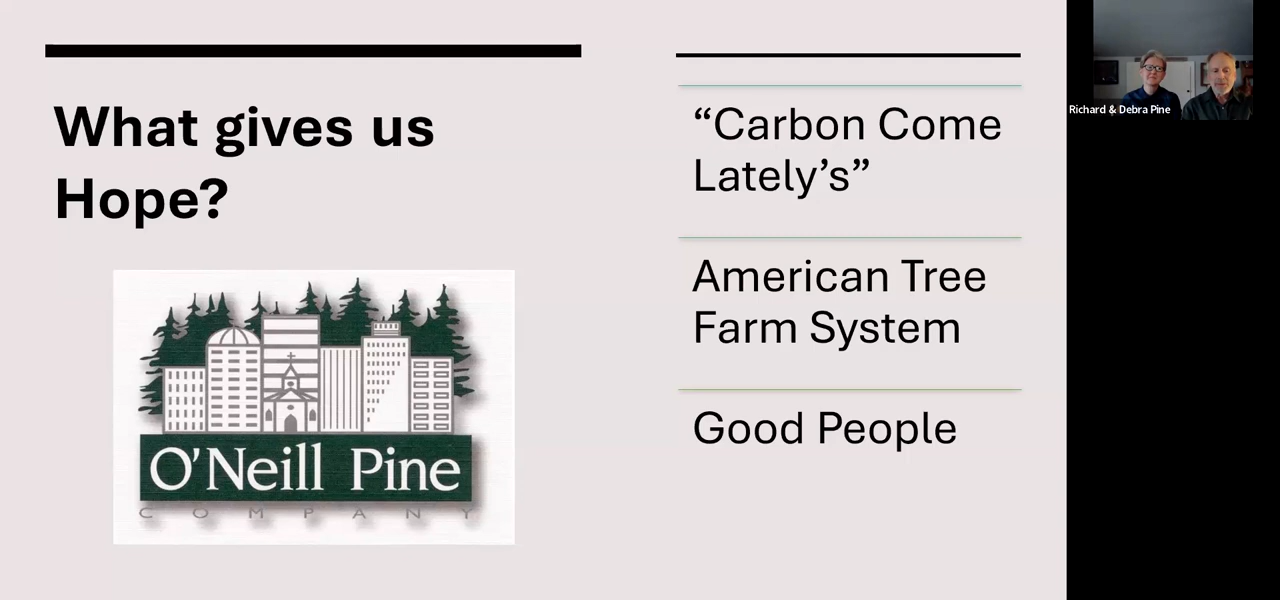 What gives us
Hope?
O'Neill Pine
COMPANY
“Carbon Come
Lately’s”
American Tree
Farm System
Good People
Richard & Debra Pine